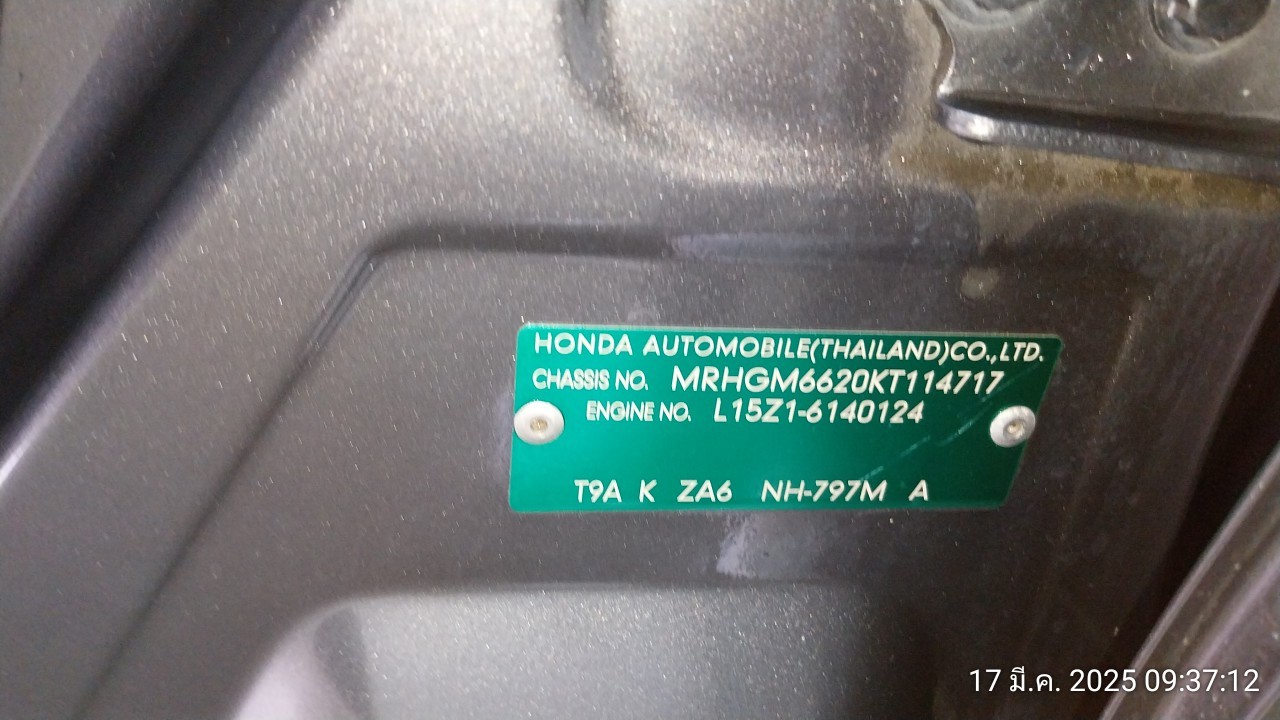 HONDA AUTOMOBILE(THAILAND)CO.,LTD.
CHASSIS NO. MRHGM6620KT114717
ENGINE NO. L15Z1-6140124
T9A K ZA6 NH-797M A
17 มี.ค. 2025 09:37:12